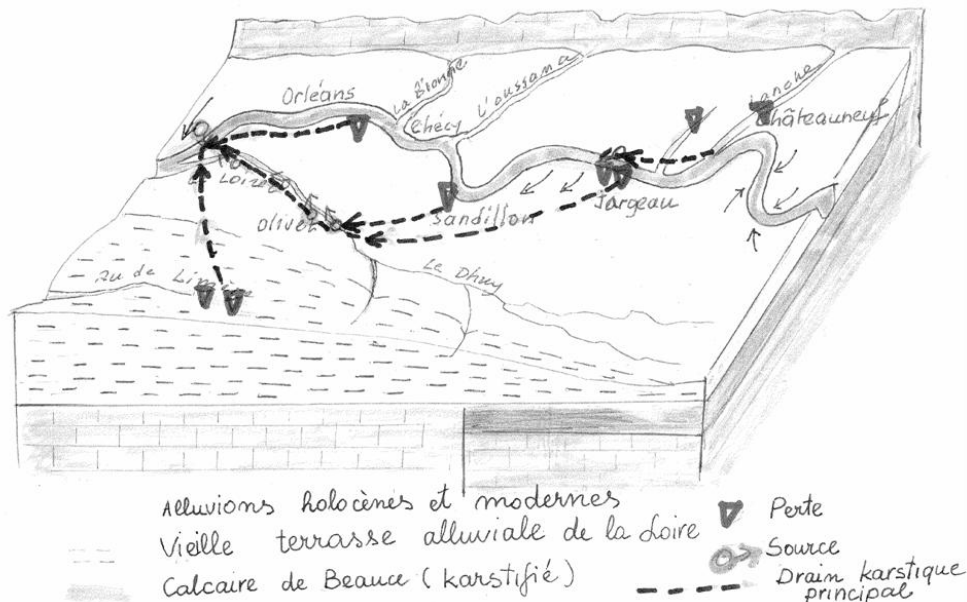 Orléans
La Bionne
L'oussance
Chécy
Châteauneuf
Le Loiret
Olivet
Sandillon
Jargeau
Le Dhuy
Alluvions holocènes et modernes
Vieille terrasse alluviale de la Loire
Calcaire de Beauce (karstifié)
Perte
Source
Drain karstique
principal